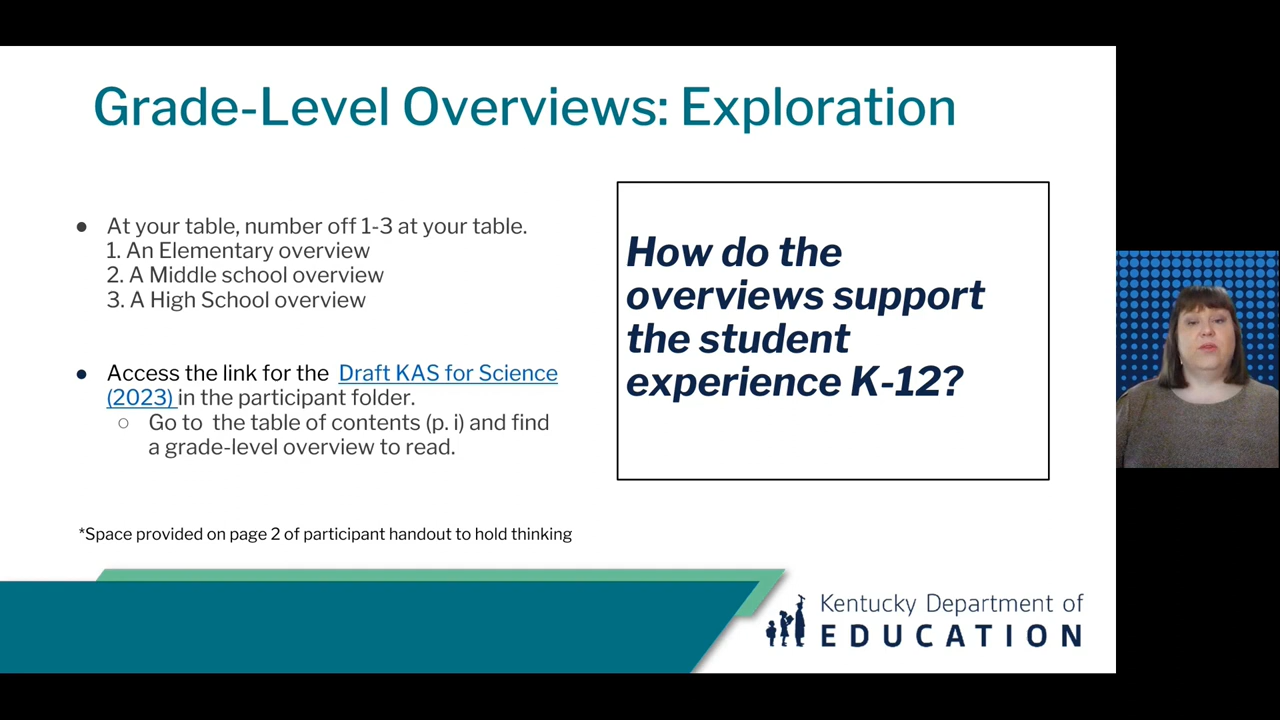 Grade-Level Overviews: Exploration
● At your table, number off 1-3 at your table.
1. An Elementary overview
2. A Middle school overview
3. A High School overview
● Access the link for the Draft KAS for Science
(2023) in the participant folder.
○ Go to the table of contents (p. i) and find
a grade-level overview to read.
*Space provided on page 2 of participant handout to hold thinking
How do the
overviews support
the student
experience K-12?
Kentucky Department of
EDUCATION